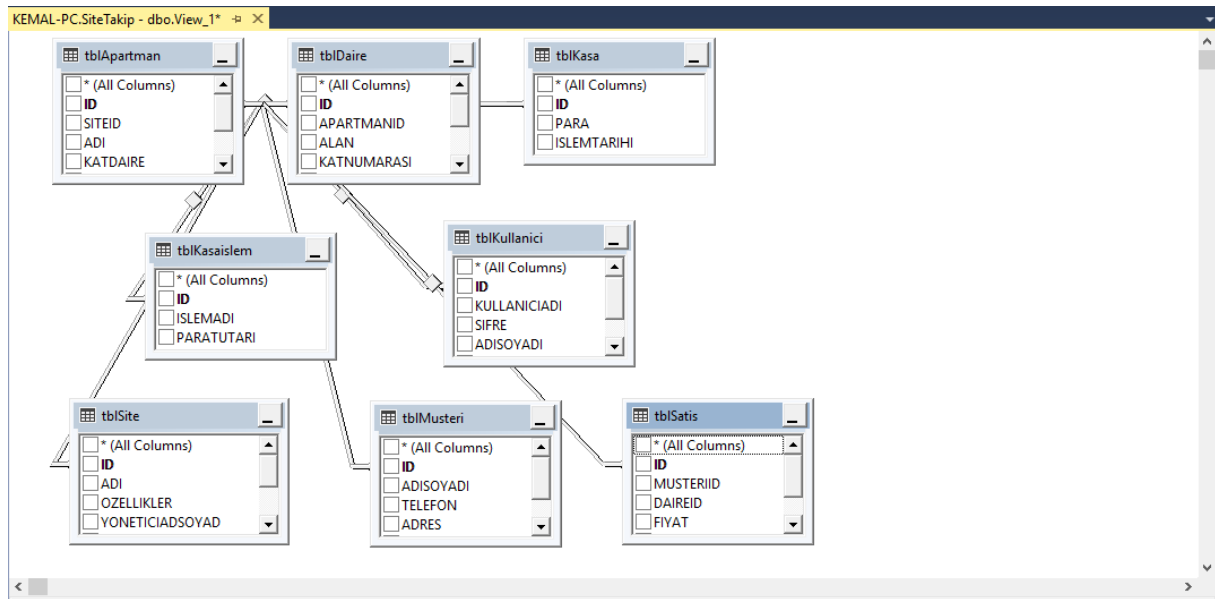 KEMAL-PC.SiteTakip - dbo.View_1*
tblApartman
* (All Columns)
ID
SITEID
ADI
KATDAIRE
tblDaire
* (All Columns)
ID
APARTMANID
ALAN
KATNUMARASI
tblKasa
* (All Columns)
ID
PARA
ISLEMTARIHI
tblKasaislem
* (All Columns)
ID
ISLEMADI
PARATUTARI
tblKullanici
* (All Columns)
ID
KULLANICIADI
SIFRE
ADISOYADI
tblSite
* (All Columns)
ID
ADI
OZELLIKLER
YONETICIADSOYAD
tblMusteri
* (All Columns)
ID
ADISOYADI
TELEFON
ADRES
tblSatis
* (All Columns)
ID
MUSTERIID
DAIREID
FIYAT